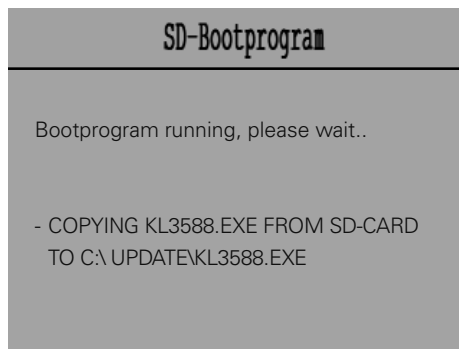 SD-Bootprogram
Bootprogram running, please wait..
- COPYING KL3588.EXE FROM SD-CARD
TO C:\ UPDATE\KL3588.EXE